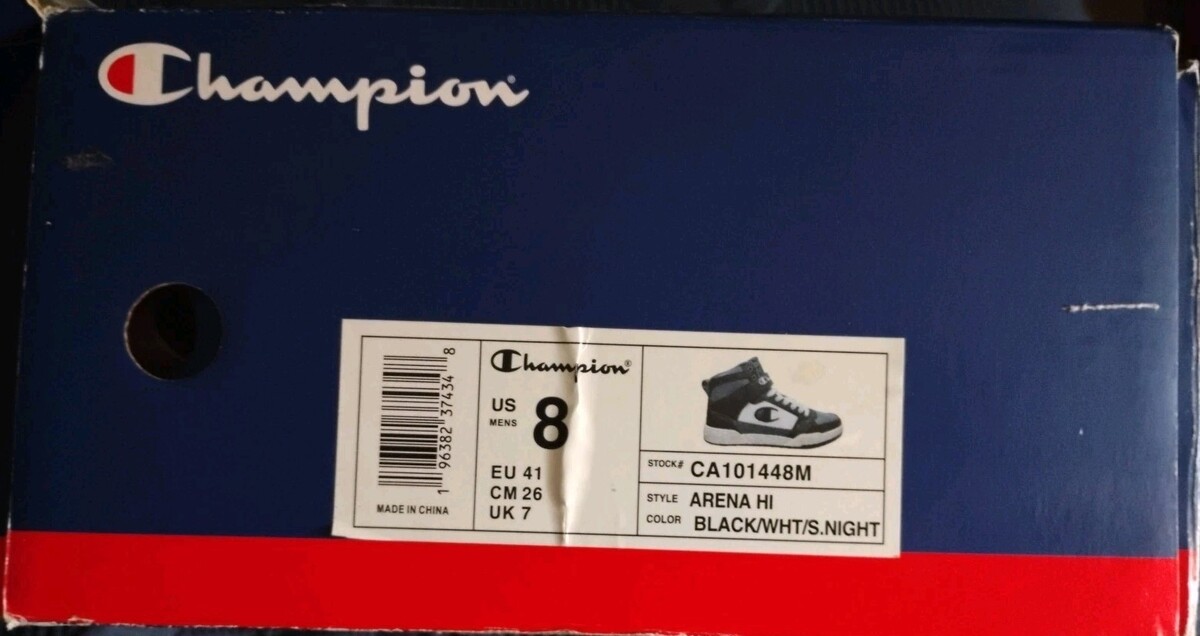 Champion
1 96382 37434 8
MADE IN CHINA
Champion®
US
MENS
8
EU 41
CM 26
UK 7
STOCK# CA101448M
STYLE ARENA HI
COLOR BLACK/WHT/S.NIGHT